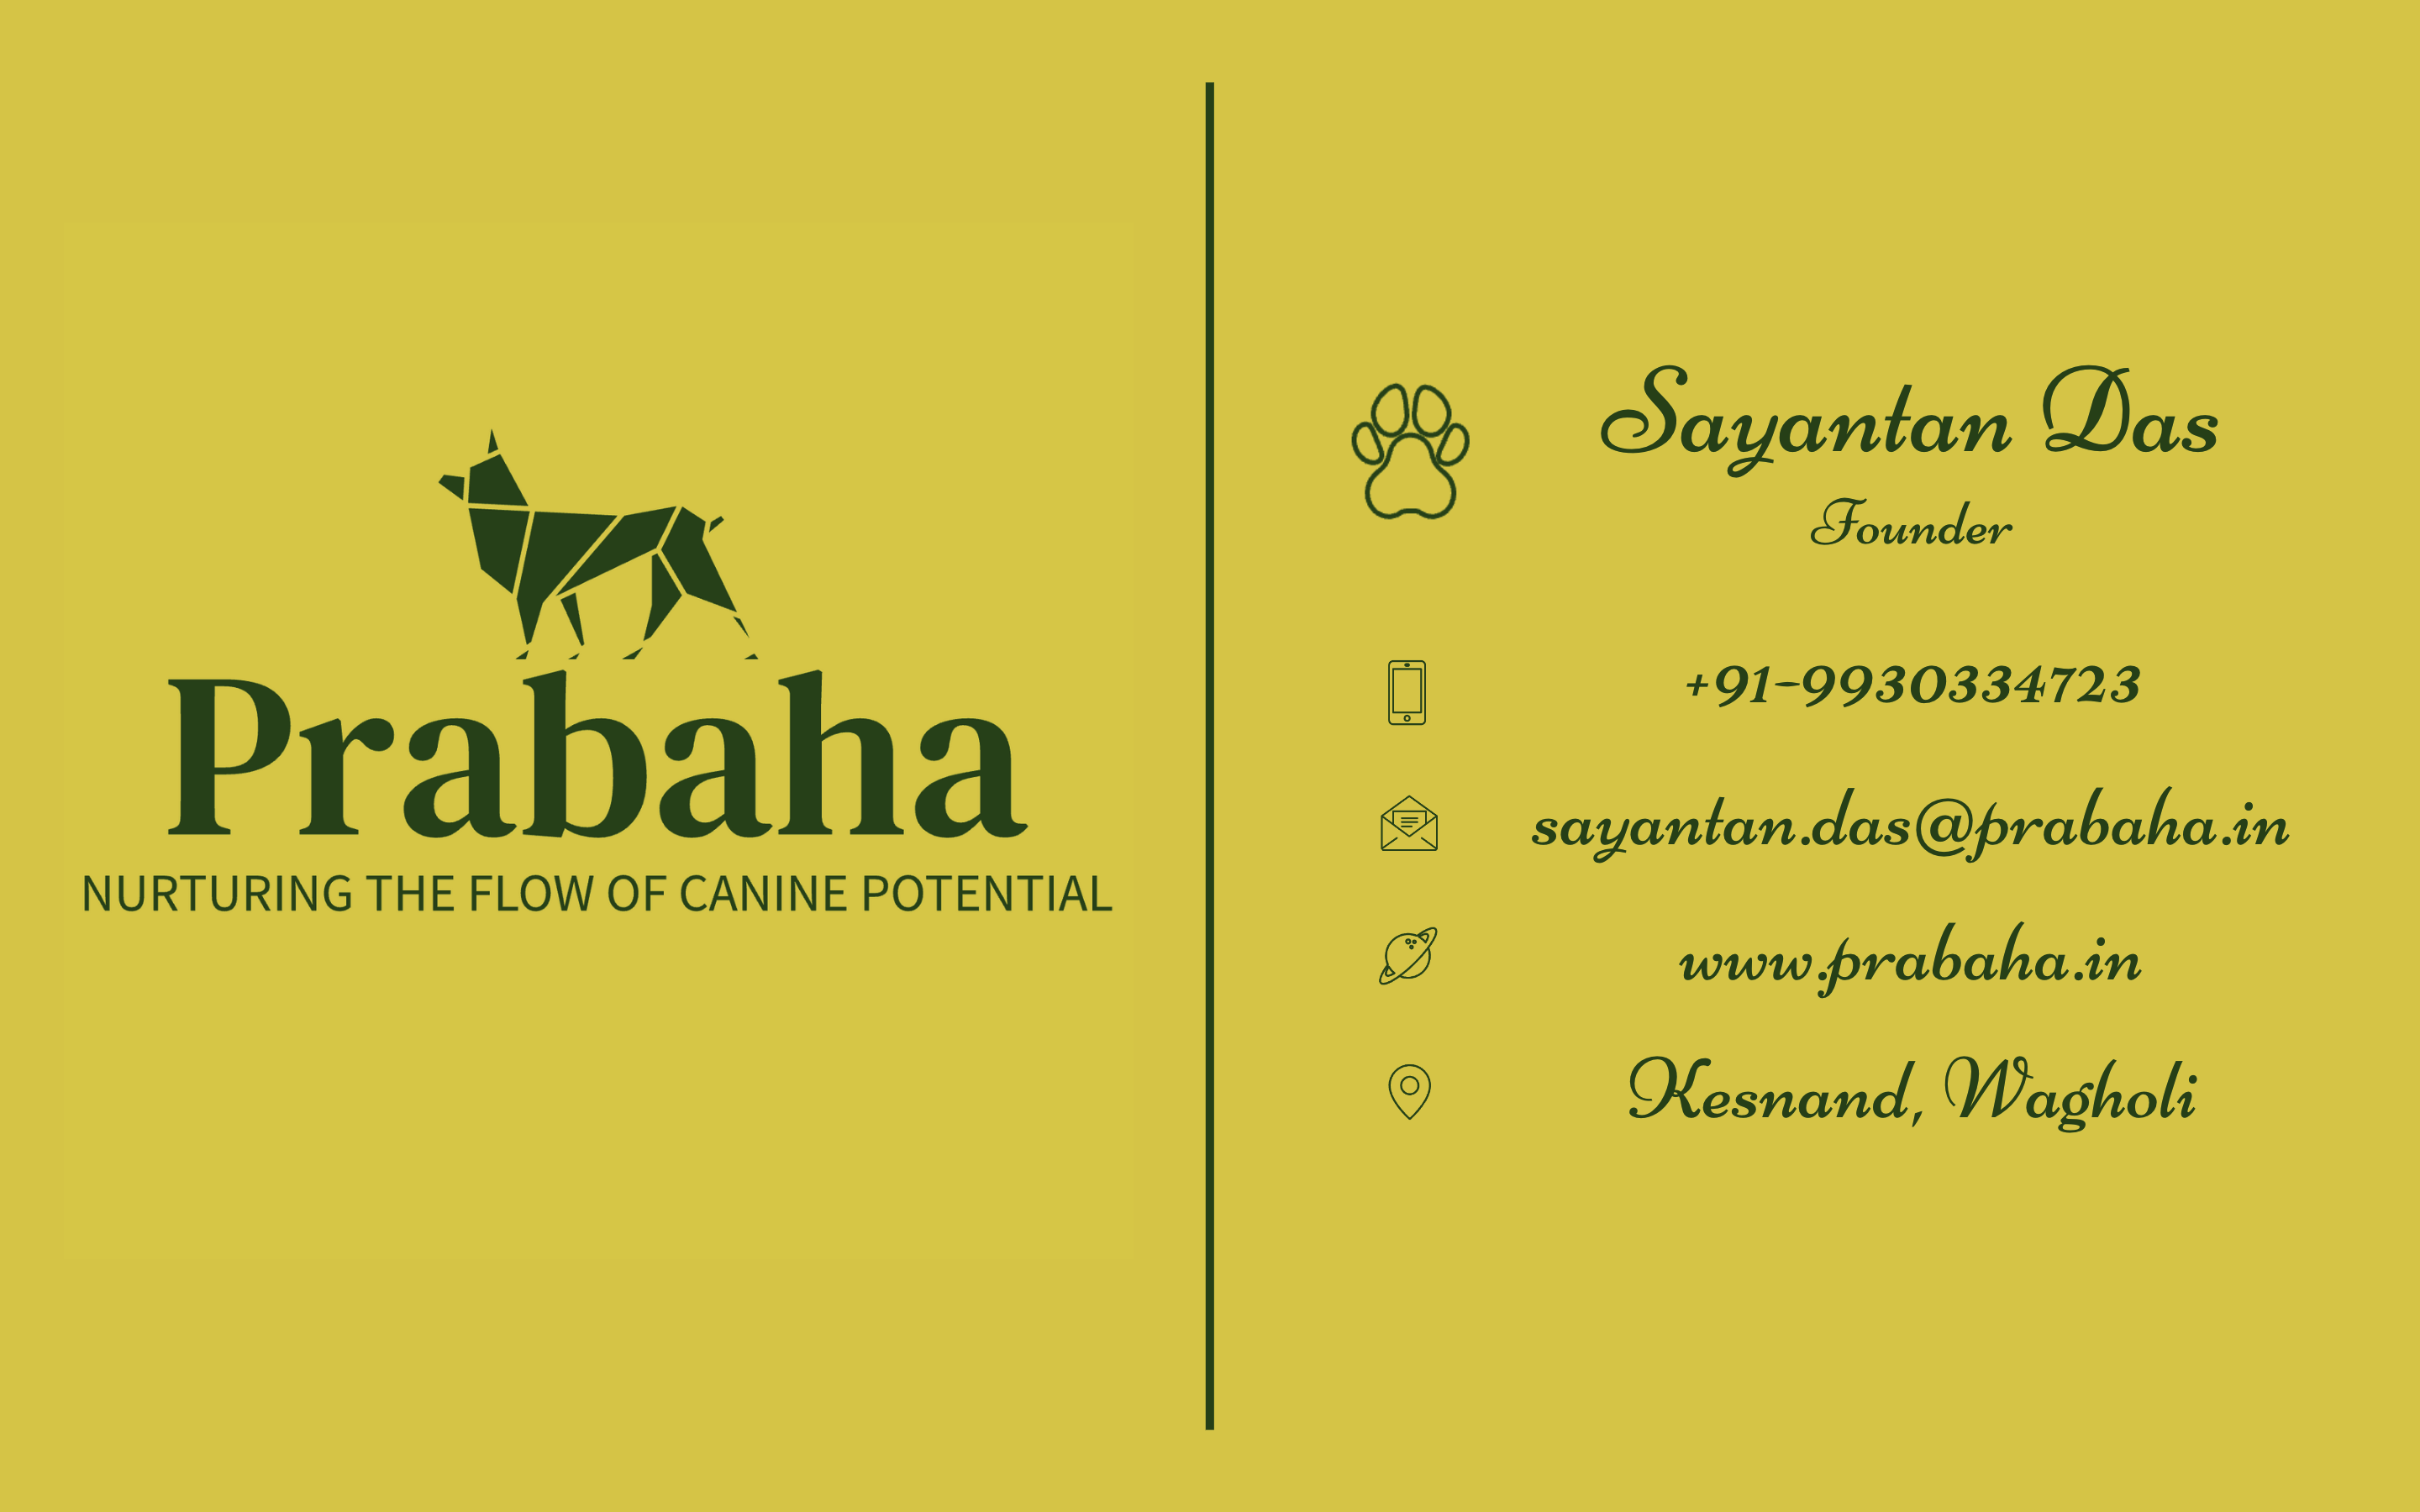 Prabaha
NURTURING THE FLOW OF CANINE POTENTIAL
Sayantan Das
Founder
+91-9930334723
sayantan.das@prabaha.in
www.prabaha.in
Kesnand, Wagholi